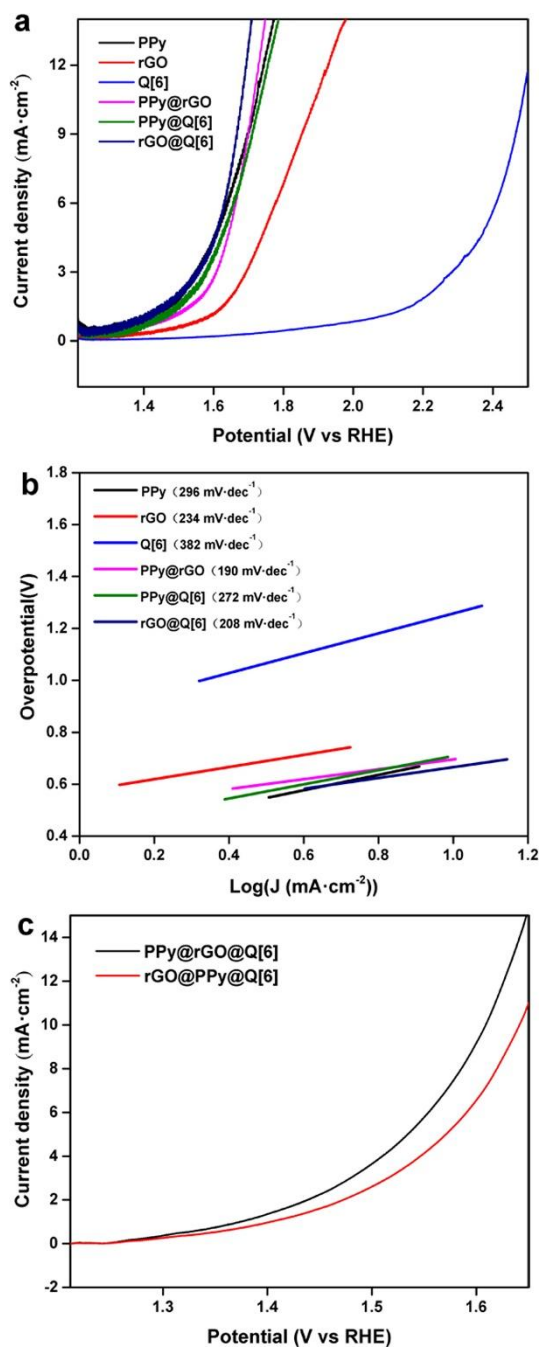 a
PPy
rGO
Q[6]
PPy@rGO
PPy@Q[6]
rGO@Q[6]
12
9
6
3
0
Current density (mA·cm⁻²)
1.4 1.6 1.8 2.0 2.2 2.4
Potential (V vs RHE)
b
PPy（296 mV·dec⁻¹）
rGO（234 mV·dec⁻¹）
Q[6]（382 mV·dec⁻¹）
PPy@rGO（190 mV·dec⁻¹）
PPy@Q[6]（272 mV·dec⁻¹）
rGO@Q[6]（208 mV·dec⁻¹）
1.8
1.6
1.4
1.2
1.0
0.8
0.6
0.4
Overpotential(V)
0.0 0.2 0.4 0.6 0.8 1.0 1.2
Log(J (mA·cm⁻²))
c
PPy@rGO@Q[6]
rGO@PPy@Q[6]
14
12
10
8
6
4
2
0
-2
Current density (mA·cm⁻²)
1.3 1.4 1.5 1.6
Potential (V vs RHE)